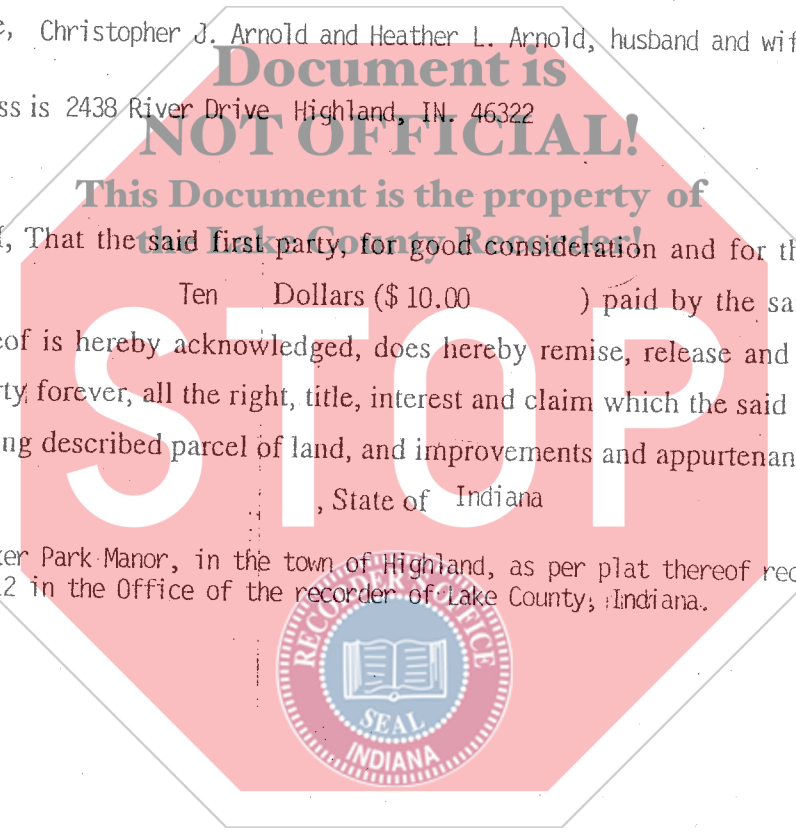 , Christopher J. Arnold and Heather L. Arnold, husband and wif
Document is
ss is 2438 River Drive Highland, IN. 46322
NOT OFFICIAL!
This Document is the property of
the Lake County Recorder!
, That the said first party, for good consideration and for th
Ten Dollars ($ 10.00 ) paid by the sa
eof is hereby acknowledged, does hereby remise, release and
rty forever, all the right, title, interest and claim which the said
ng described parcel of land, and improvements and appurtenan
, State of Indiana
STOP
er Park Manor, in the town of Highland, as per plat thereof rec
2 in the Office of the recorder of Lake County, Indiana.
RECORDER'S OFFICE
SEAL
INDIANA